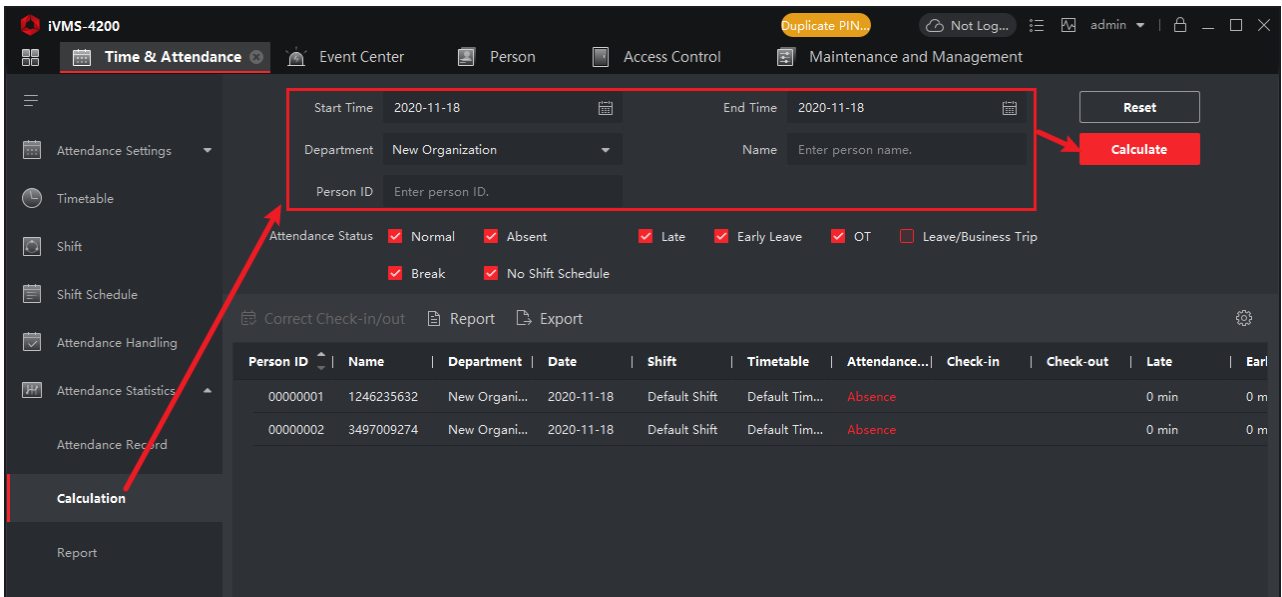 iVMS-4200
Duplicate PIN...
Not Log...
admin
Time & Attendance
Event Center
Person
Access Control
Maintenance and Management
Start Time 2020-11-18
End Time 2020-11-18
Reset
Attendance Settings
Department New Organization
Name Enter person name.
Calculate
Timetable
Person ID Enter person ID.
Shift
Attendance Status Normal Absent Late Early Leave OT Leave/Business Trip
Break No Shift Schedule
Shift Schedule
Correct Check-in/out Report Export
Attendance Handling
Person ID Name Department Date Shift Timetable Attendance... Check-in Check-out Late Earl
Attendance Statistics
00000001 1246235632 New Organi... 2020-11-18 Default Shift Default Tim... Absence 0 min 0 m
00000002 3497009274 New Organi... 2020-11-18 Default Shift Default Tim... Absence 0 min 0 m
Attendance Record
Calculation
Report